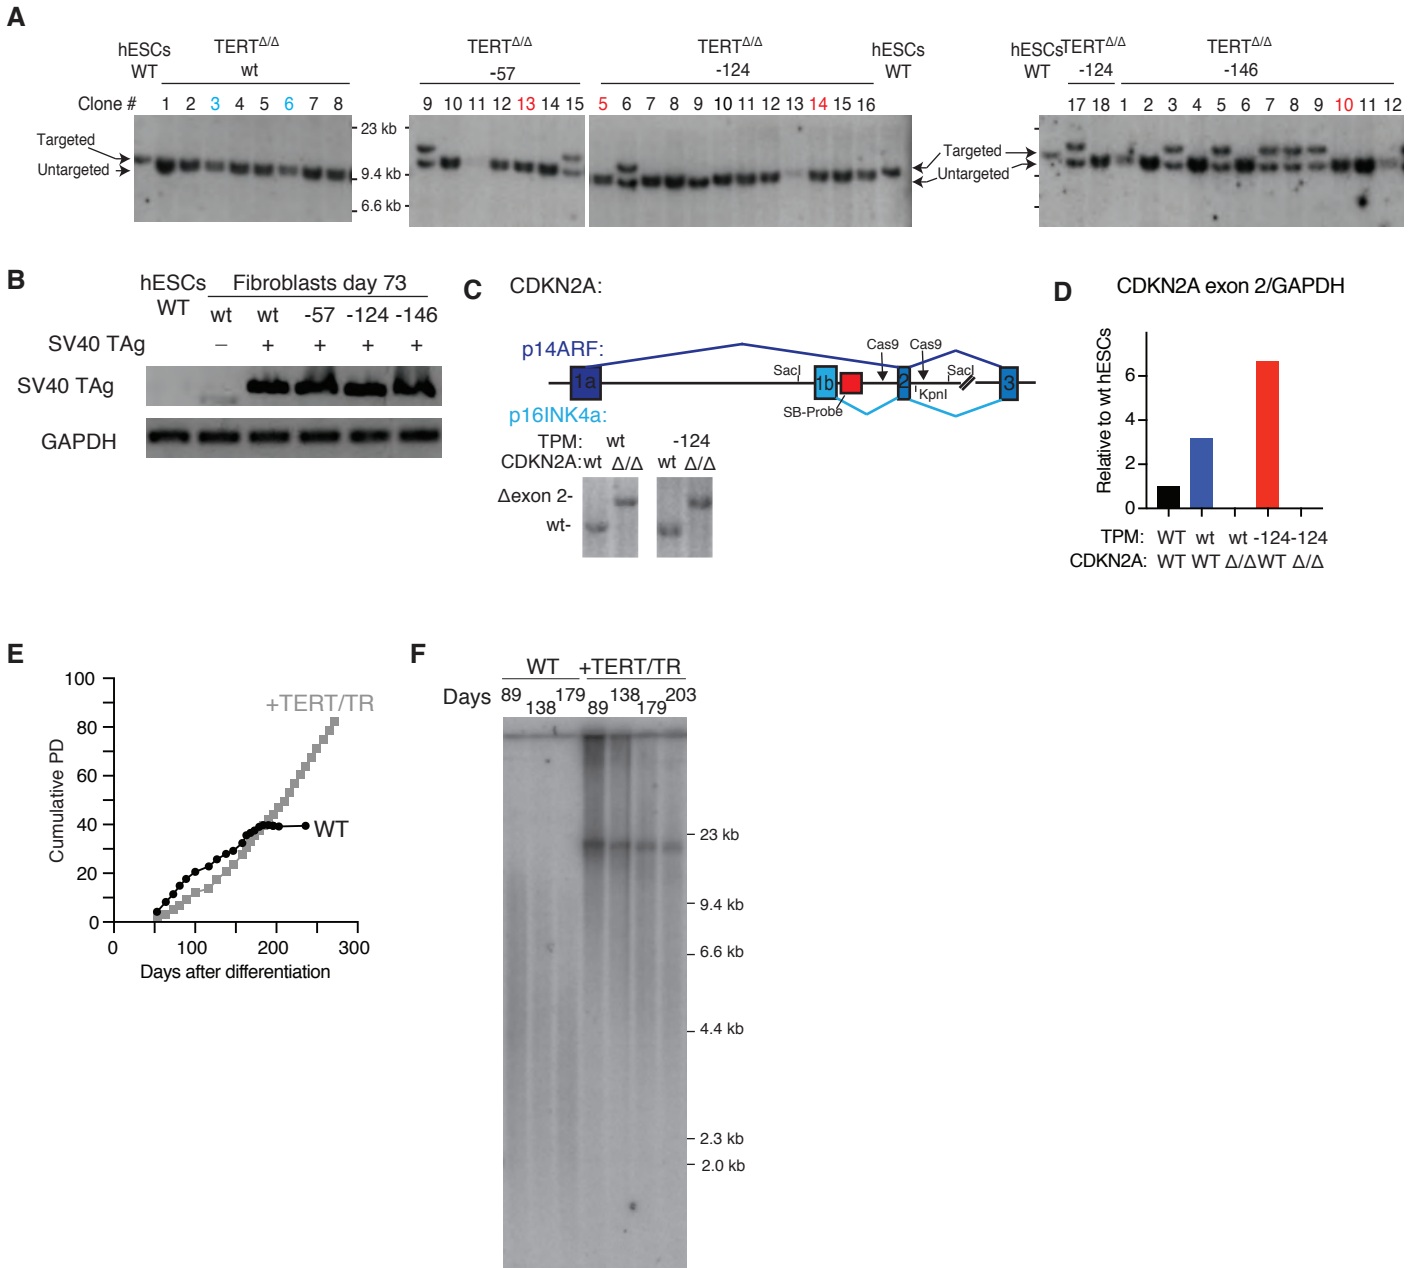 A
hESCs
WT
TERTΔ/Δ
wt
TERTΔ/Δ
-57
TERTΔ/Δ
-124
hESCs
WT
hESCs
WT
TERTΔ/Δ
-124
TERTΔ/Δ
-146
Clone # 1 2 3 4 5 6 7 8 9 10 11 12 13 14 15 5 6 7 8 9 10 11 12 13 14 15 16 17 18 1 2 3 4 5 6 7 8 9 10 11 12
Targeted
Untargeted
23 kb
9.4 kb
6.6 kb
Targeted
Untargeted
B
hESCs
WT
Fibroblasts day 73
wt wt -57 -124 -146
SV40 TAg – + + + +
SV40 TAg
GAPDH
C
CDKN2A:
p14ARF:
Cas9 Cas9
SacI SacI
1a 1b 2 3
KpnI
SB-Probe
p16INK4a:
TPM: wt -124
CDKN2A: wt Δ/Δ wt Δ/Δ
Δexon 2-
wt-
D
CDKN2A exon 2/GAPDH
Relative to wt hESCs
6
4
2
0
TPM: WT wt wt -124 -124
CDKN2A: WT WT Δ/Δ WT Δ/Δ
E
Cumulative PD
100
80
60
40
20
0
+TERT/TR
WT
0 100 200 300
Days after differentiation
F
WT +TERT/TR
Days 89 138 179 89 138 179 203
23 kb
9.4 kb
6.6 kb
4.4 kb
2.3 kb
2.0 kb